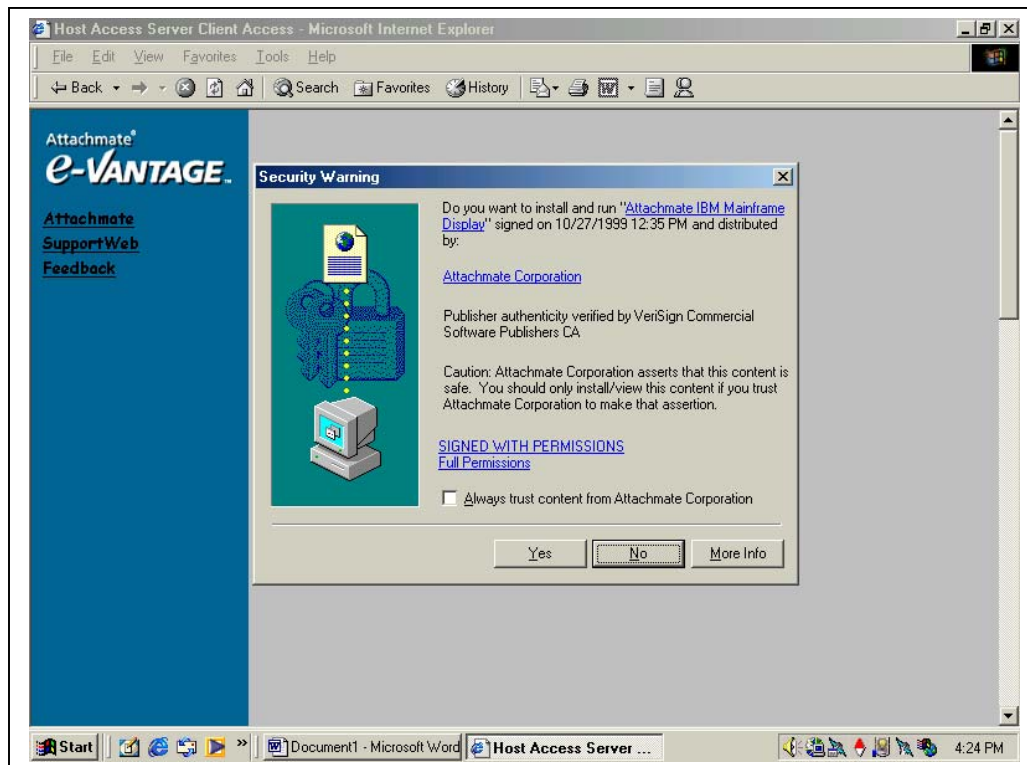 Host Access Server Client Access - Microsoft Internet Explorer
File Edit View Favorites Tools Help
Back Search Favorites History
Attachmate®
e-VANTAGE™
Attachmate
SupportWeb
Feedback
Security Warning
Do you want to install and run "Attachmate IBM Mainframe
Display" signed on 10/27/1999 12:35 PM and distributed
by:
Attachmate Corporation
Publisher authenticity verified by VeriSign Commercial
Software Publishers CA
Caution: Attachmate Corporation asserts that this content is
safe. You should only install/view this content if you trust
Attachmate Corporation to make that assertion.
SIGNED WITH PERMISSIONS
Full Permissions
Always trust content from Attachmate Corporation
Yes No More Info
Start Document1 - Microsoft Word Host Access Server ... 4:24 PM